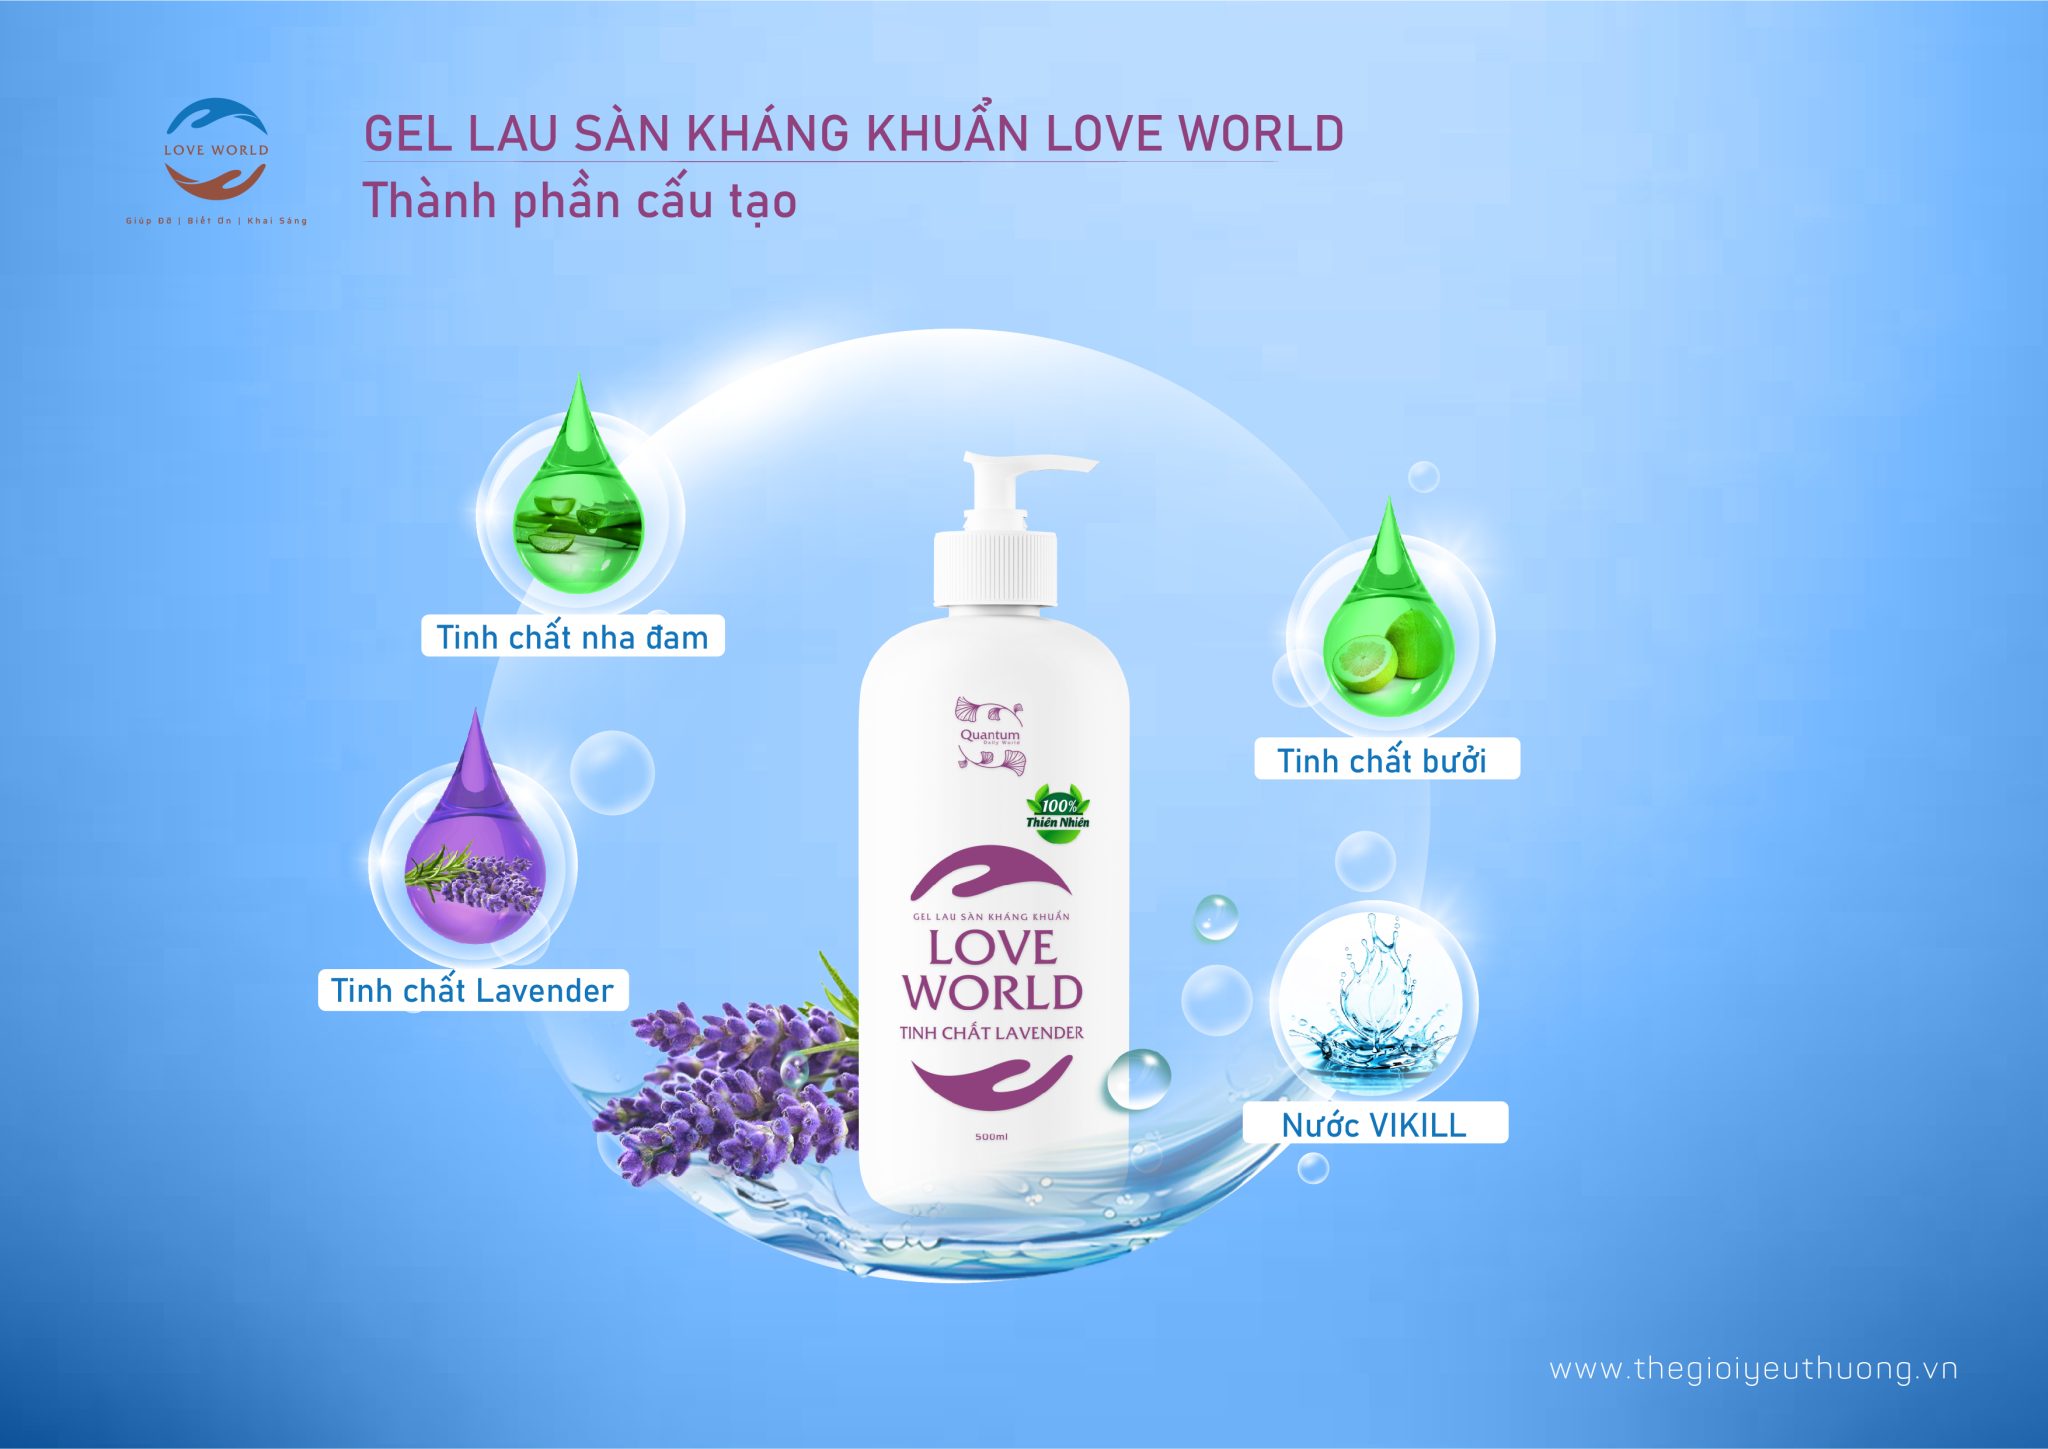 LOVE WORLD
Giúp Đỡ | Biết Ơn | Khai Sáng
GEL LAU SÀN KHÁNG KHUẨN LOVE WORLD
Thành phần cấu tạo
Tinh chất nha đam
Tinh chất Lavender
Quantum
Daily World
100%
Thiên Nhiên
GEL LAU SÀN KHÁNG KHUẨN
LOVE
WORLD
TINH CHẤT LAVENDER
500ml
Tinh chất bưởi
Nước VIKILL
www.thegioiyeuthuong.vn